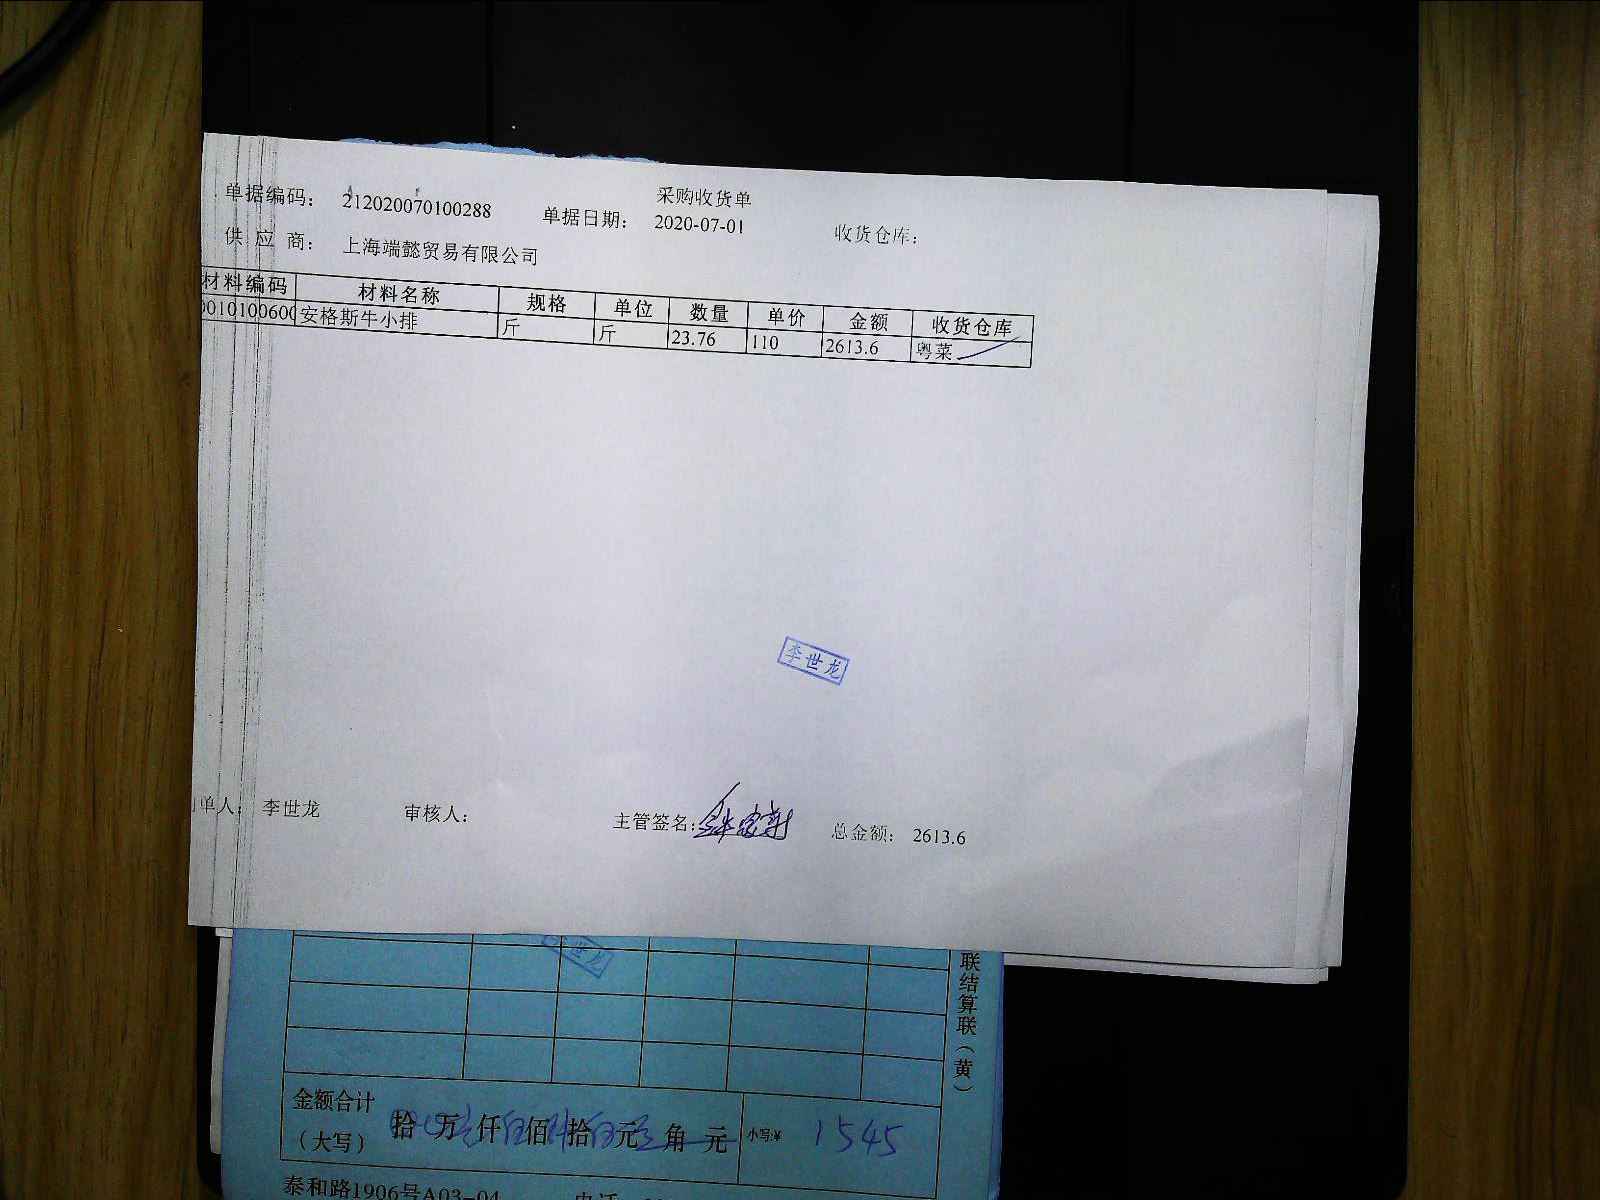 采购收货单
单据编码： 212020070100288 单据日期： 2020-07-01 收货仓库：
供 应 商： 上海端懿贸易有限公司
材料编码 材料名称 规格 单位 数量 单价 金额 收货仓库
0010100600 安格斯牛小排 斤 斤 23.76 110 2613.6 粤菜
李世龙
单人： 李世龙 审核人： 主管签名： 总金额： 2613.6
李世龙
联结算联（黄）
金额合计
（大写） 拾 万 仟 佰 拾 元 角 元 小写:¥ 1545
泰和路1906号A03-04